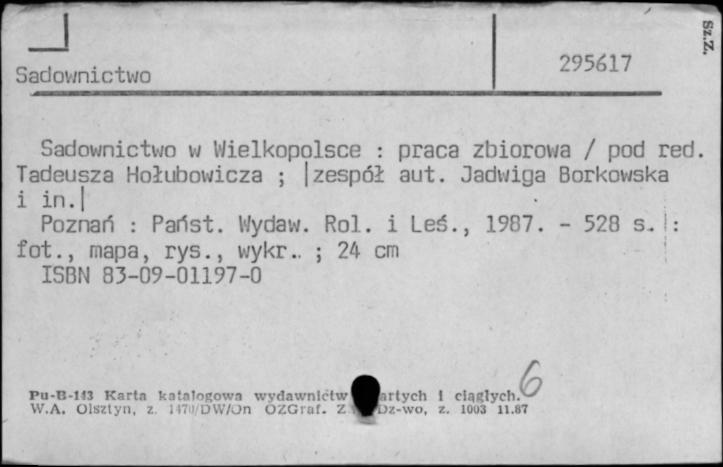 Sz.Z.
295617
Sadownictwo
Sadownictwo w Wielkopolsce : praca zbiorowa / pod red.
Tadeusza Hołubowicza ; |zespół aut. Jadwiga Borkowska
i in.|
Poznań : Państ. Wydaw. Rol. i Leś., 1987. - 528 s. :
fot., mapa, rys., wykr.. ; 24 cm
ISBN 83-09-01197-0
6
Pu-B-143 Karta katalogowa wydawnictw artych i ciągłych.
W.A. Olsztyn, z. 1470/DW/On OZGraf. Z Dz-wo, z. 1003 11.87